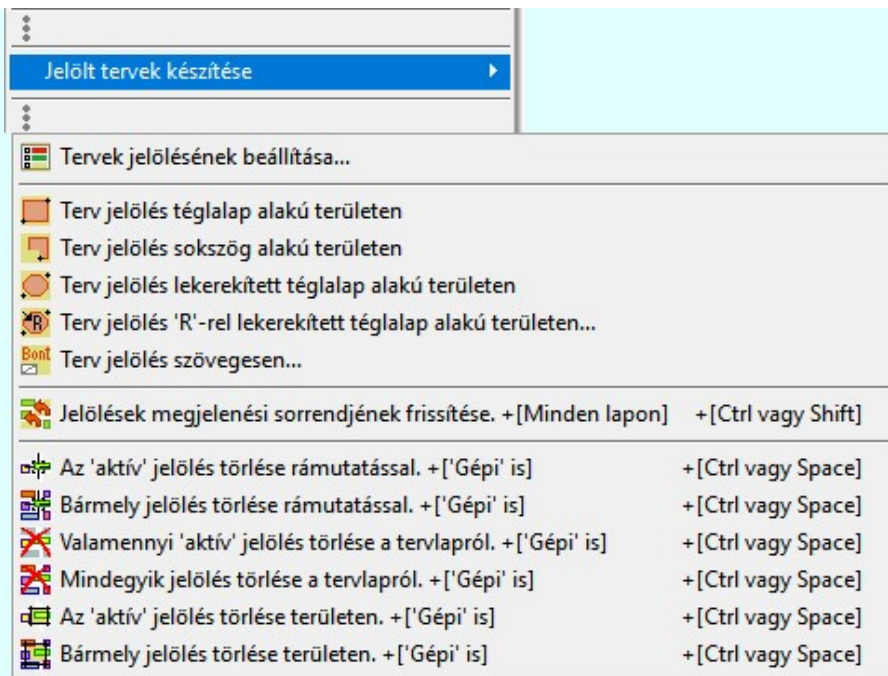 Jelölt tervek készítése
Tervek jelölésének beállítása...
Terv jelölés téglalap alakú területen
Terv jelölés sokszög alakú területen
Terv jelölés lekerekített téglalap alakú területen
R Terv jelölés 'R'-rel lekerekített téglalap alakú területen...
Bont Terv jelölés szövegesen...
Jelölések megjelenési sorrendjének frissítése. +[Minden lapon] +[Ctrl vagy Shift]
Az 'aktív' jelölés törlése rámutatással. +['Gépi' is] +[Ctrl vagy Space]
Bármely jelölés törlése rámutatással. +['Gépi' is] +[Ctrl vagy Space]
Valamennyi 'aktív' jelölés törlése a tervlapról. +['Gépi' is] +[Ctrl vagy Space]
Mindegyik jelölés törlése a tervlapról. +['Gépi' is] +[Ctrl vagy Space]
Az 'aktív' jelölés törlése területen. +['Gépi' is] +[Ctrl vagy Space]
Bármely jelölés törlése területen. +['Gépi' is] +[Ctrl vagy Space]